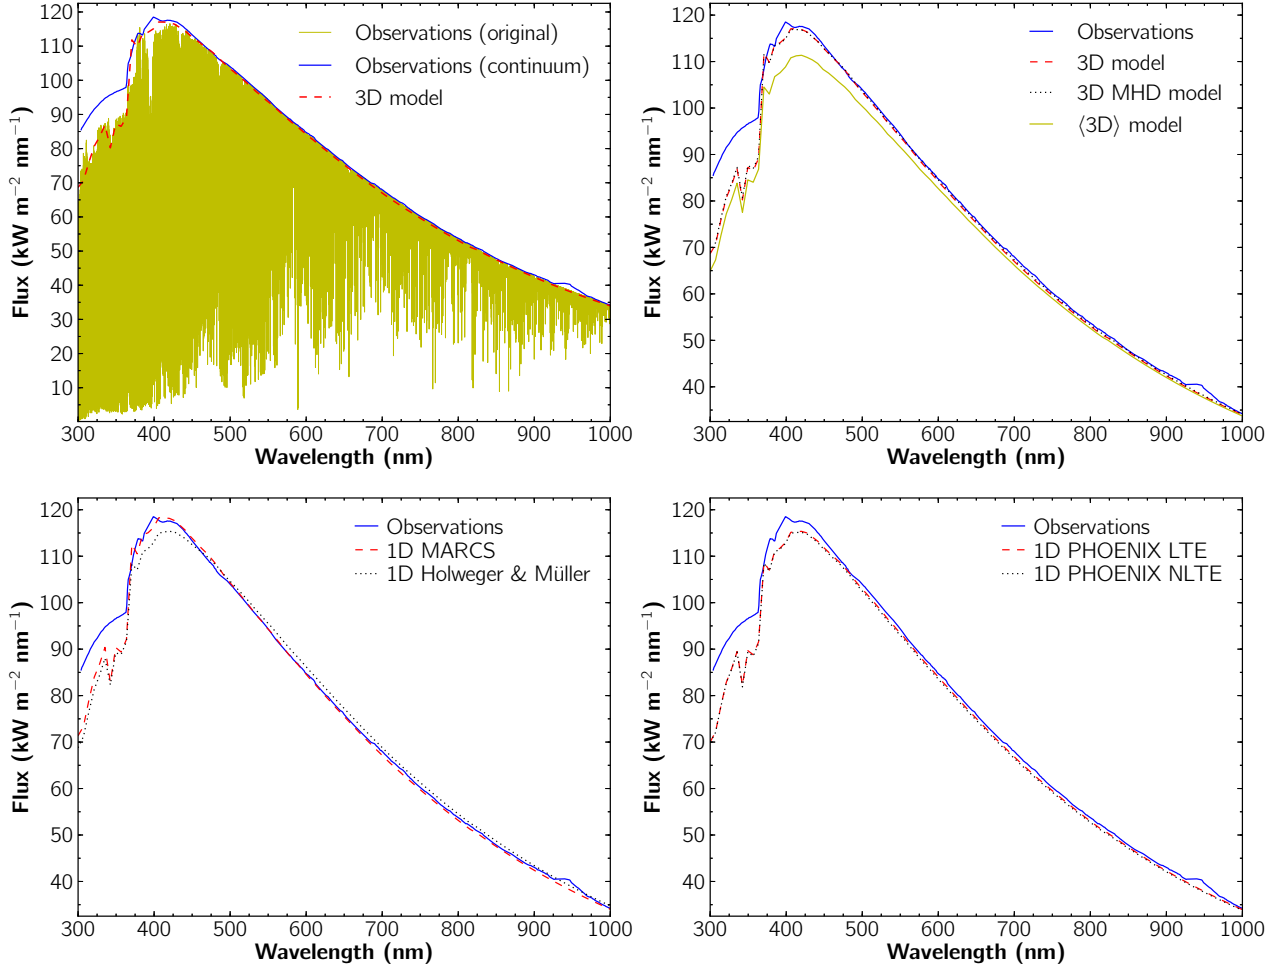 120
110
100
90
80
70
60
50
40
30
20
10
Flux (kW m⁻² nm⁻¹)
Observations (original)
Observations (continuum)
3D model
300 400 500 600 700 800 900 1000
Wavelength (nm)
120
110
100
90
80
70
60
50
40
Flux (kW m⁻² nm⁻¹)
Observations
3D model
3D MHD model
⟨3D⟩ model
300 400 500 600 700 800 900 1000
Wavelength (nm)
120
110
100
90
80
70
60
50
40
Flux (kW m⁻² nm⁻¹)
Observations
1D MARCS
1D Holweger & Müller
300 400 500 600 700 800 900 1000
Wavelength (nm)
120
110
100
90
80
70
60
50
40
Flux (kW m⁻² nm⁻¹)
Observations
1D PHOENIX LTE
1D PHOENIX NLTE
300 400 500 600 700 800 900 1000
Wavelength (nm)